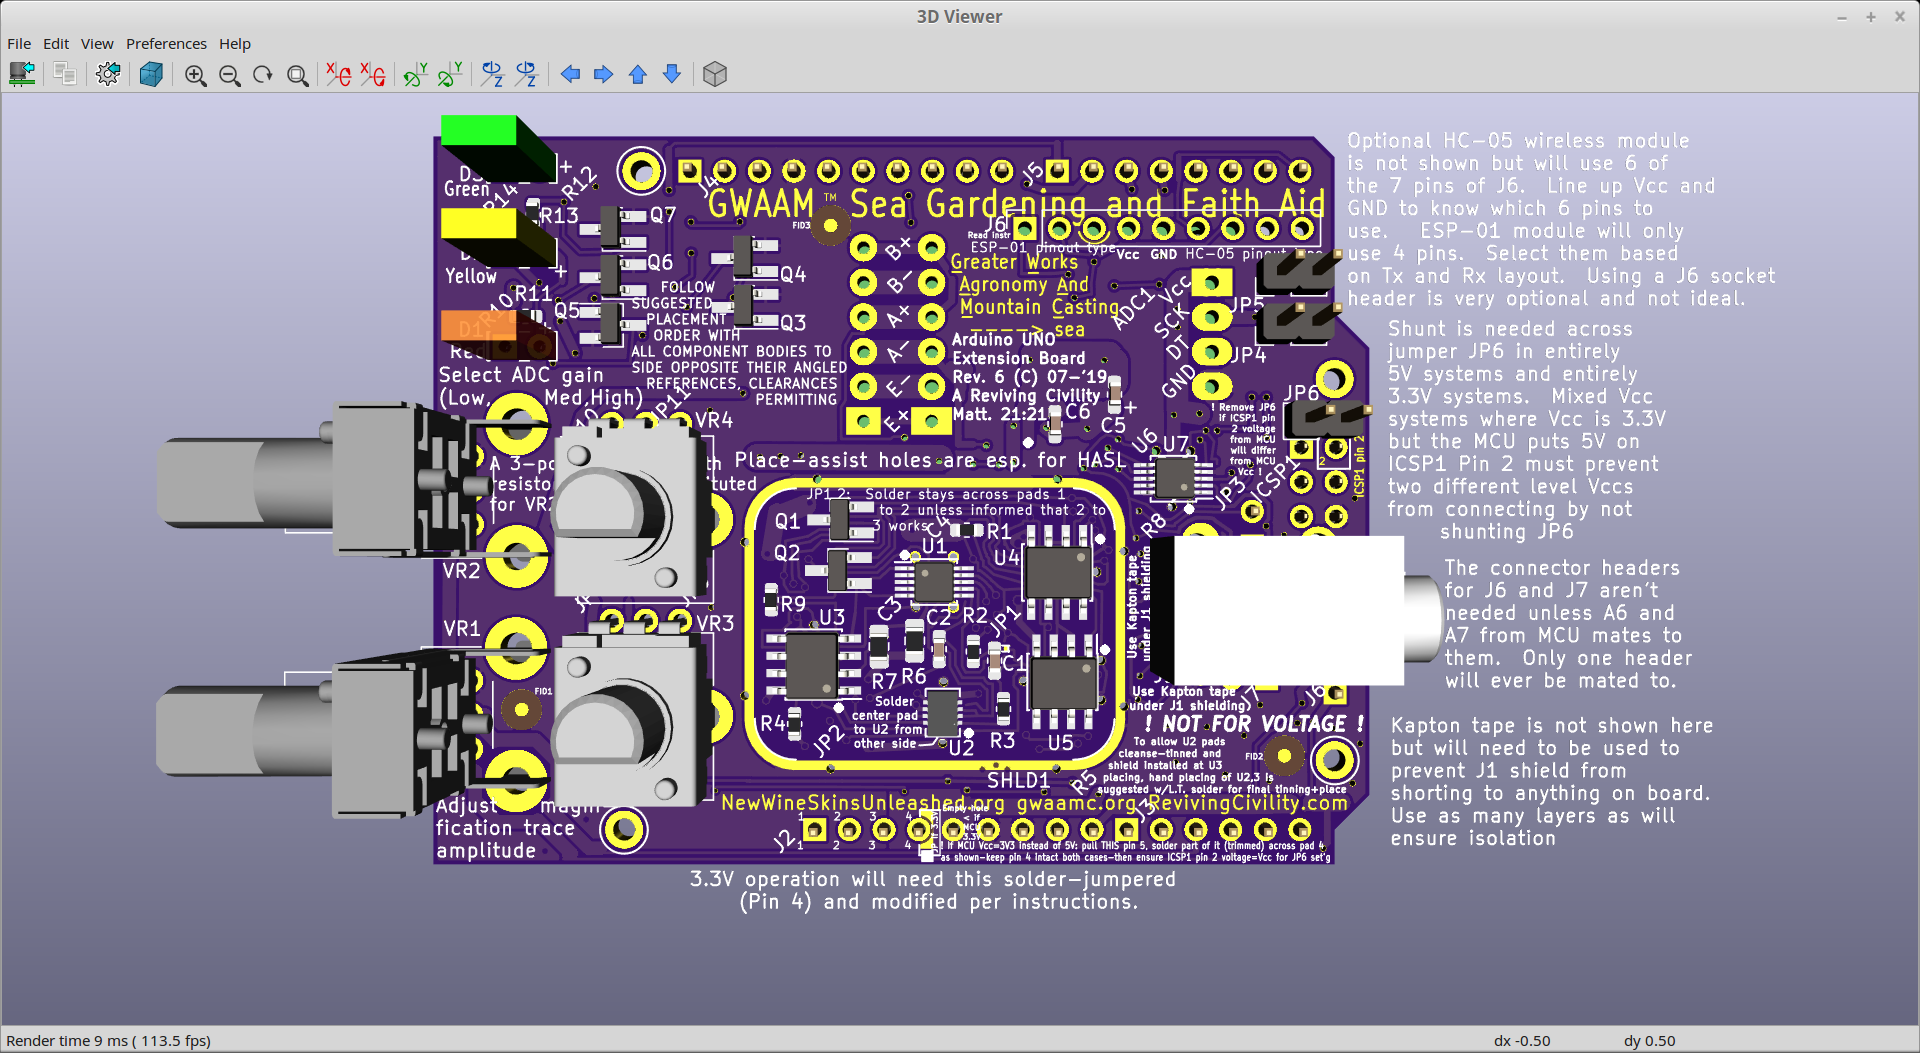 3D Viewer
File Edit View Preferences Help
Optional HC-05 wireless module
is not shown but will use 6 of
the 7 pins of J6. Line up Vcc and
GND to know which 6 pins to
use. ESP-01 module will only
use 4 pins. Select them based
on Tx and Rx layout. Using a J6 socket
header is very optional and not ideal.
Shunt is needed across
jumper JP6 in entirely
5V systems and entirely
3.3V systems. Mixed Vcc
systems where Vcc is 3.3V
but the MCU puts 5V on
ICSP1 Pin 2 must prevent
two different level Vccs
from connecting by not
shunting JP6
The connector headers
for J6 and J7 aren't
needed unless A6 and
A7 from MCU mates to
them. Only one header
will ever be mated to.
Kapton tape is not shown here
but will need to be used to
prevent J1 shield from
shorting to anything on board.
Use as many layers as will
ensure isolation
Green
R14
R12
R13
Q7
Yellow
Q6
R11
R10
Q5
D1
Q4
Q3
J4
J5
GWAAM™ Sea Gardening and Faith Aid
FID3
J6
Read Instr
ESP-01 pinout type
Vcc GND HC-05
Greater Works
Agronomy And
Mountain Casting
----> sea
Arduino UNO
Extension Board
Rev. 6 (C) 07-'19
A Reviving Civility
Matt. 21:21
B+
B-
A+
A-
E-
E+
FOLLOW
SUGGESTED
PLACEMENT
ORDER WITH
ALL COMPONENT BODIES TO
SIDE OPPOSITE THEIR ANGLED
REFERENCES, CLEARANCES
PERMITTING
Select ADC gain
(Low, Med,High)
JP11
VR4
ADC1
Vcc
SCK
DT
GND
JP5
JP4
JP6
C6
C5
+
! Remove JP6
if ICSP1 pin
2 voltage
from MCU
will differ
from MCU
Vcc !
ICSP1 pin 2
2
ICSP1
JP3
U6
U7
R8
Place-assist holes are esp. for HASL
A 3-po
resisto
for VR2
VR2
VR1
VR3
FID1
JP1,2: Solder stays across pads 1
to 2 unless informed that 2 to
3 works
Q1
Q2
C4
R1
U1
U4
R9
U3
C3
C2
R2
JP1
C1
R7
R6
R4
JP2
Solder
center pad
to U2 from
other side
U2
R3
U5
SHLD1
R5
Use Kapton tape
under J1 shielding
Use Kapton tape
(under J1 shielding)
J7
J6
! NOT FOR VOLTAGE !
To allow U2 pads
cleanse-tinned and
shield installed at U3
placing, hand placing of U2,3 is
suggested w/L.T. solder for final tinning+place
FID2
NewWineSkinsUnleashed.org gwaamc.org RevivingCivility.com
Adjust magni
fication trace
amplitude
J2
J3
1 2 3 4
1 2 3 4
! If MCU Vcc=3V3 instead of 5V: pull THIS pin 5, solder part of it (trimmed) across pad 4
as shown-keep pin 4 intact both cases-then ensure ICSP1 pin 2 voltage=Vcc for JP6 set'g
3.3V operation will need this solder-jumpered
(Pin 4) and modified per instructions.
Render time 9 ms ( 113.5 fps)
dx -0.50
dy 0.50